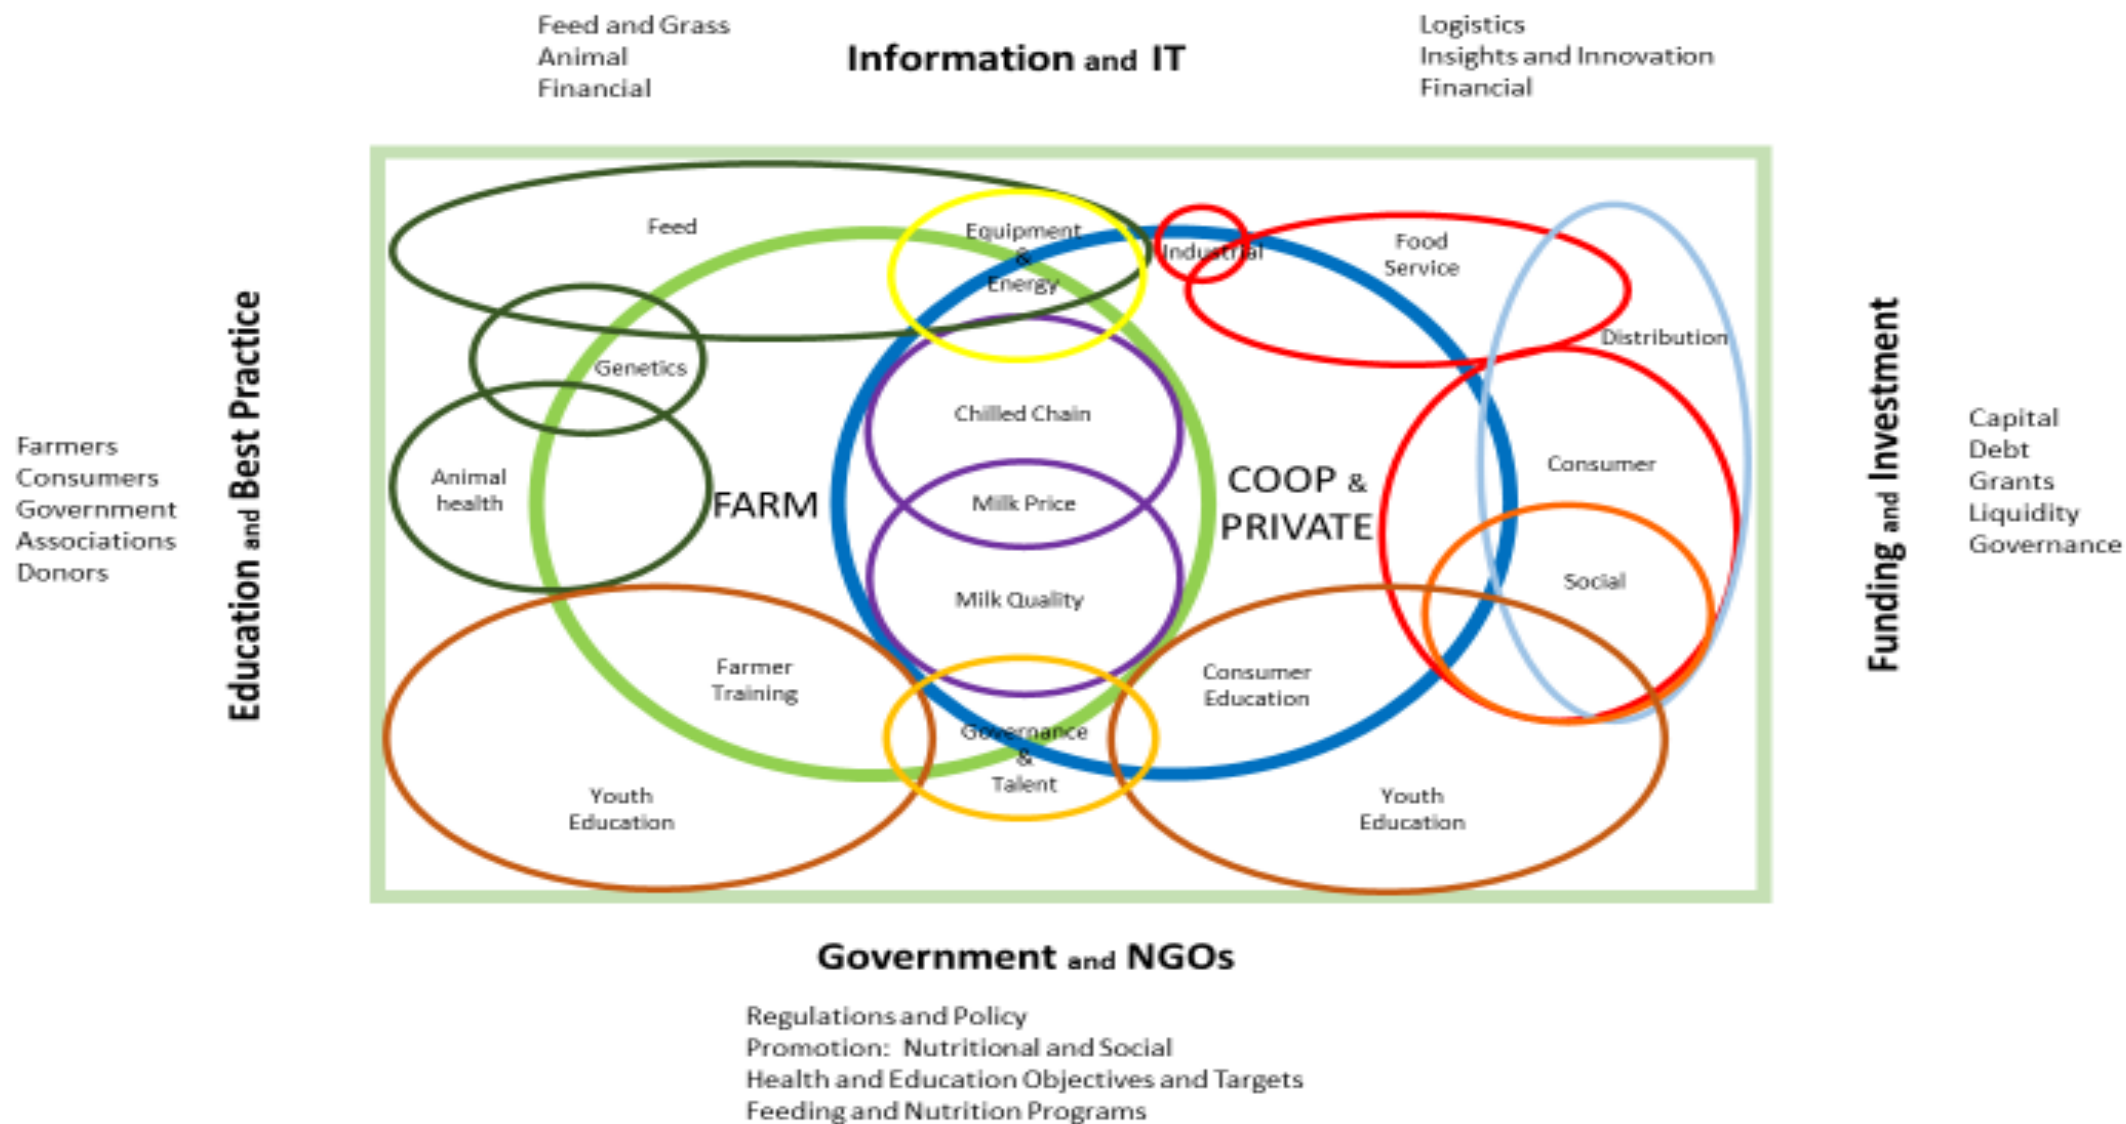 Feed and Grass
Animal
Financial
Information and IT
Logistics
Insights and Innovation
Financial
Education and Best Practice
Farmers
Consumers
Government
Associations
Donors
Feed
Equipment
&
Energy
Industrial
Food
Service
Distribution
Genetics
Chilled Chain
Animal
health
FARM
Milk Price
COOP &
PRIVATE
Consumer
Milk Quality
Social
Farmer
Training
Consumer
Education
Governance
&
Talent
Youth
Education
Youth
Education
Funding and Investment
Capital
Debt
Grants
Liquidity
Governance
Government and NGOs
Regulations and Policy
Promotion: Nutritional and Social
Health and Education Objectives and Targets
Feeding and Nutrition Programs